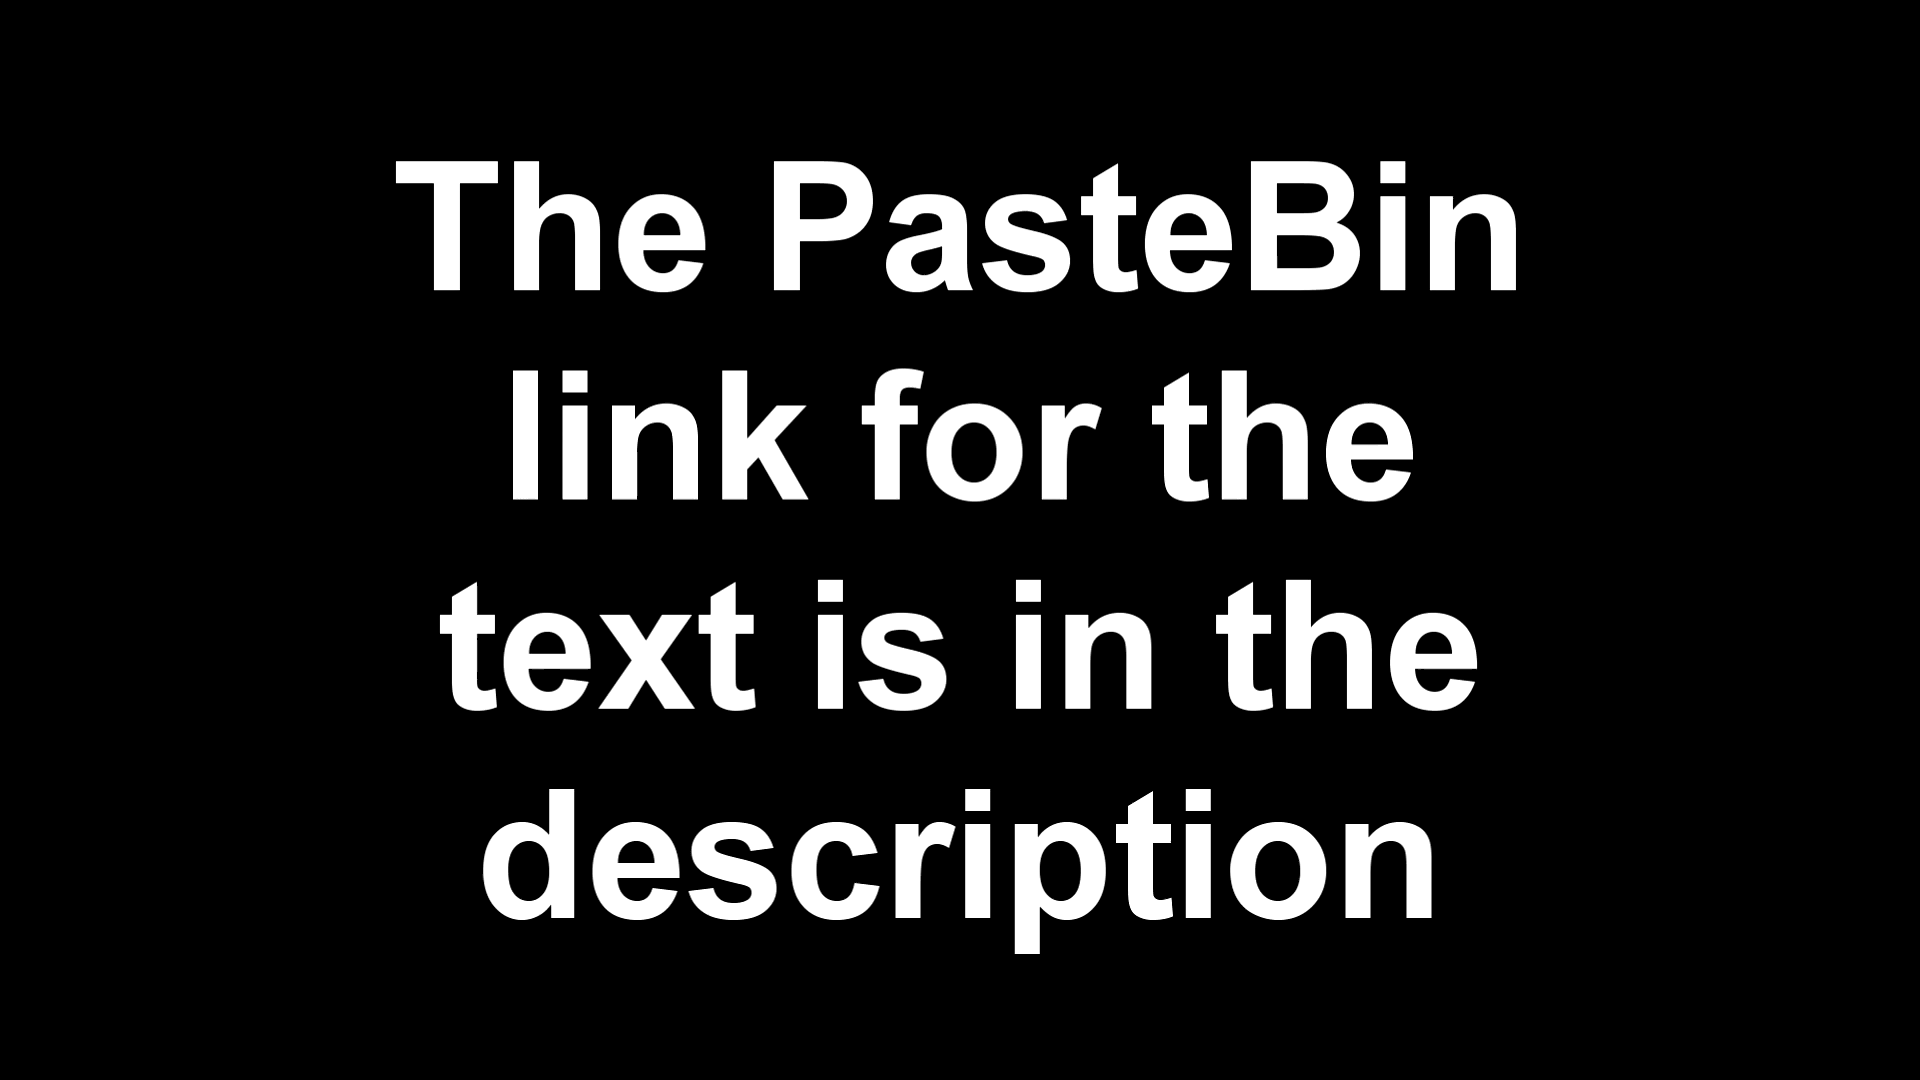 The PasteBin
link for the
text is in the
description